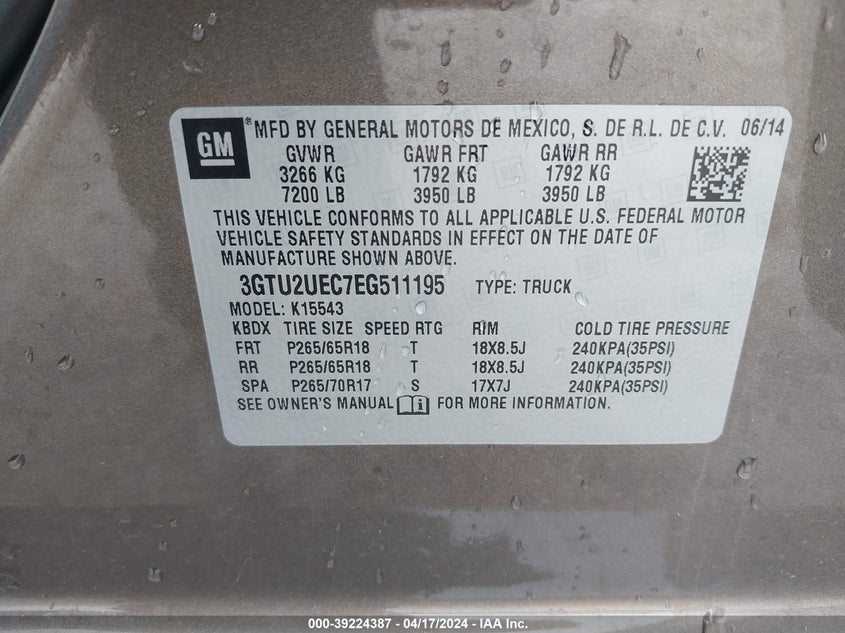 GM ® MFD BY GENERAL MOTORS DE MEXICO, S. DE R.L. DE C.V. 06/14
GVWR GAWR FRT GAWR RR
3266 KG 1792 KG 1792 KG
7200 LB 3950 LB 3950 LB
THIS VEHICLE CONFORMS TO ALL APPLICABLE U.S. FEDERAL MOTOR
VEHICLE SAFETY STANDARDS IN EFFECT ON THE DATE OF
MANUFACTURE SHOWN ABOVE.
3GTU2UEC7EG511195 TYPE: TRUCK
MODEL: K15543
KBDX TIRE SIZE SPEED RTG RIM COLD TIRE PRESSURE
FRT P265/65R18 T 18X8.5J 240KPA(35PSI)
RR P265/65R18 T 18X8.5J 240KPA(35PSI)
SPA P265/70R17 S 17X7J 240KPA(35PSI)
SEE OWNER'S MANUAL i FOR MORE INFORMATION.
000-39224387 - 04/17/2024 - IAA Inc.